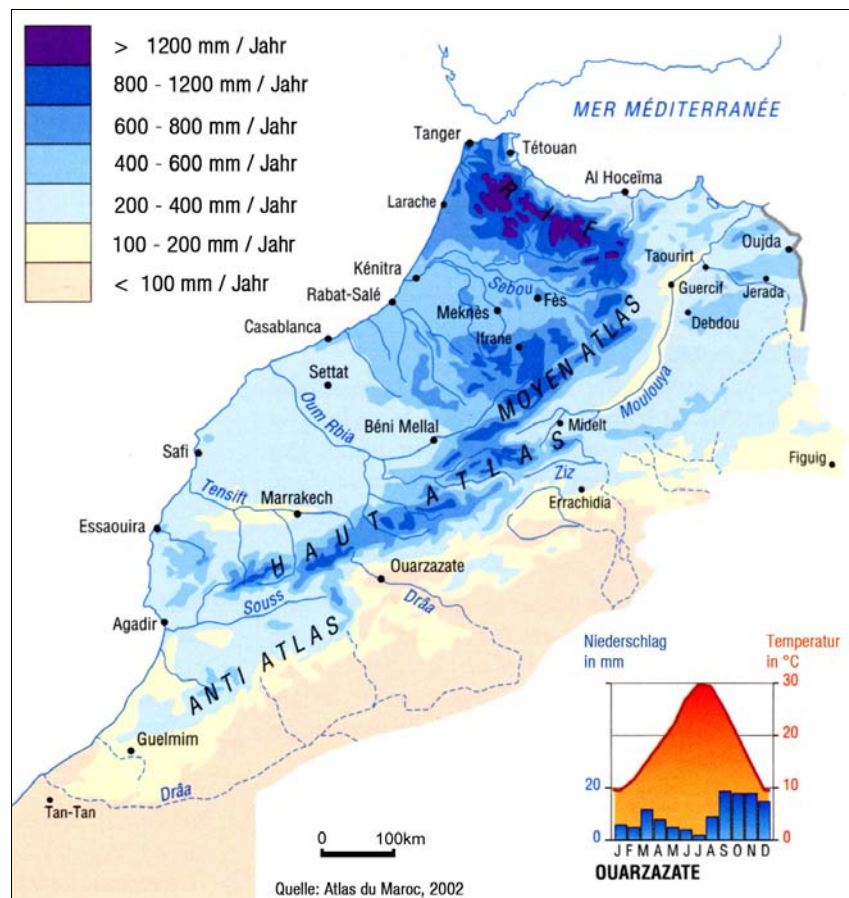 > 1200 mm / Jahr
800 - 1200 mm / Jahr
600 - 800 mm / Jahr
400 - 600 mm / Jahr
200 - 400 mm / Jahr
100 - 200 mm / Jahr
< 100 mm / Jahr
MER MÉDITERRANÉE
Tanger
Tétouan
Al Hoceïma
RIF
Larache
Oujda
Taourirt
Kénitra
Sebou
Rabat-Salé
Fès
Guercif
Jerada
Meknès
Debdou
Casablanca
Ifrane
MOYEN ATLAS
Settat
Moulouya
Oum Rbia
Béni Mellal
Midelt
Safi
Figuig
Ziz
Tensift
Marrakech
Errachidia
HAUT ATLAS
Essaouira
Ouarzazate
Drâa
Souss
Agadir
ANTI ATLAS
Guelmim
Drâa
Tan-Tan
0 100km
Quelle: Atlas du Maroc, 2002
Niederschlag
in mm
Temperatur
in °C
30
20
20 10
0 0
J F M A M J J A S O N D
OUARZAZATE